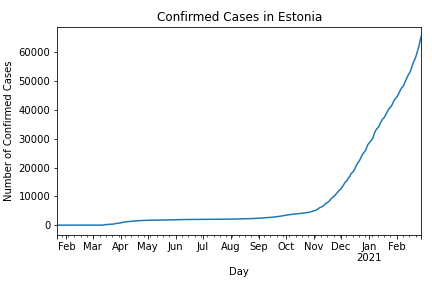 Confirmed Cases in Estonia
Number of Confirmed Cases
60000
50000
40000
30000
20000
10000
0
Feb Mar Apr May Jun Jul Aug Sep Oct Nov Dec Jan Feb
2021
Day